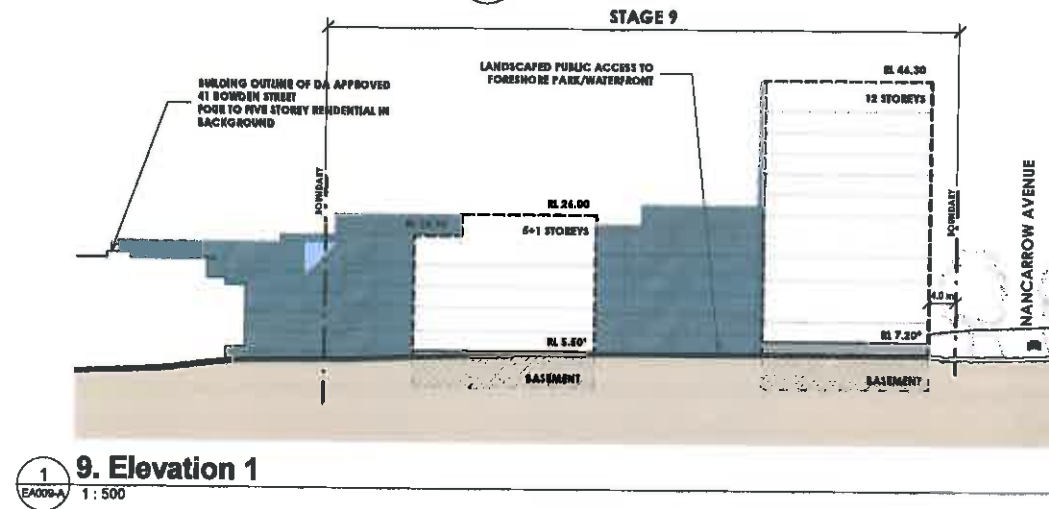 STAGE 9
BUILDING OUTLINE OF DA APPROVED
41 BOWDEN STREET
FOUR TO FIVE STOREY RESIDENTIAL IN
BACKGROUND
LANDSCAPED PUBLIC ACCESS TO
FORESHORE PARK/WATERFRONT
RL 46.30
12 STOREYS
BOUNDARY
RL 26.00
6+1 STOREYS
BOUNDARY
NANCARROW AVENUE
4.0 m
RL 5.50*
RL 7.20*
BASEMENT
BASEMENT
1
EA009-A
9. Elevation 1
1 : 500